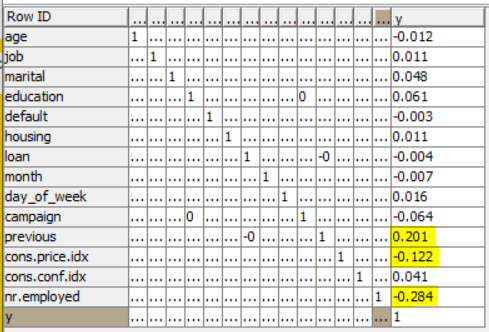 Row ID ... ... ... ... ... ... ... ... ... ... ... ... ... ... y
age 1 ... ... ... ... ... ... ... ... ... ... ... ... ... -0.012
job ... 1 ... ... ... ... ... ... ... ... ... ... ... ... 0.011
marital ... ... 1 ... ... ... ... ... ... ... ... ... ... ... 0.048
education ... ... ... 1 ... ... ... ... ... 0 ... ... ... ... 0.061
default ... ... ... ... 1 ... ... ... ... ... ... ... ... ... -0.003
housing ... ... ... ... ... 1 ... ... ... ... ... ... ... ... 0.011
loan ... ... ... ... ... ... 1 ... ... ... -0 ... ... ... -0.004
month ... ... ... ... ... ... ... 1 ... ... ... ... ... ... -0.007
day_of_week ... ... ... ... ... ... ... ... 1 ... ... ... ... ... 0.016
campaign ... ... ... 0 ... ... ... ... ... 1 ... ... ... ... -0.064
previous ... ... ... ... ... ... -0 ... ... ... 1 ... ... ... 0.201
cons.price.idx ... ... ... ... ... ... ... ... ... ... ... 1 ... ... -0.122
cons.conf.idx ... ... ... ... ... ... ... ... ... ... ... ... 1 ... 0.041
nr.employed ... ... ... ... ... ... ... ... ... ... ... ... ... 1 -0.284
y ... ... ... ... ... ... ... ... ... ... ... ... ... ... 1